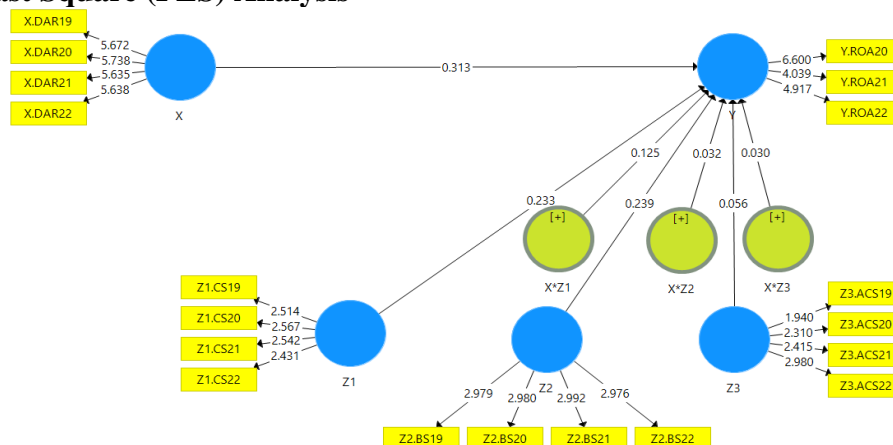 Square (PLS) Analysis
X.DAR19
X.DAR20
X.DAR21
X.DAR22
5.672
5.738
5.635
5.638
X
0.313
Y
6.600
4.039
4.917
Y.ROA20
Y.ROA21
Y.ROA22
0.233
0.125
0.239
0.032
0.056
0.030
[+]
[+]
[+]
X*Z1
X*Z2
X*Z3
Z1.CS19
Z1.CS20
Z1.CS21
Z1.CS22
2.514
2.567
2.542
2.431
Z1
Z2
2.979
2.980
2.992
2.976
Z2.BS19
Z2.BS20
Z2.BS21
Z2.BS22
Z3
1.940
2.310
2.415
2.980
Z3.ACS19
Z3.ACS20
Z3.ACS21
Z3.ACS22